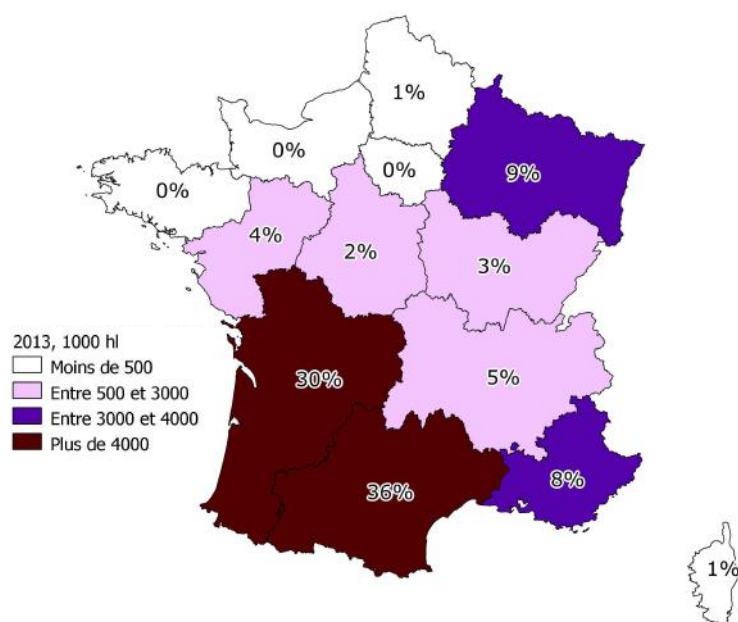 1%
0%
0%
9%
0%
4%
2%
3%
2013, 1000 hl
Moins de 500
Entre 500 et 3000
Entre 3000 et 4000
Plus de 4000
30%
5%
36%
8%
1%